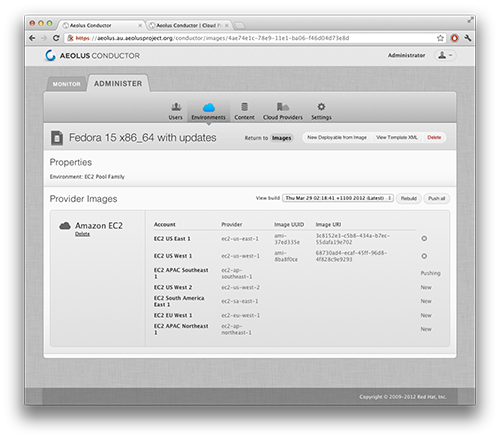 Aeolus Conductor
Aeolus Conductor | Cloud P
https://aeolus.au.aeolusproject.org/conductor/images/4ae74e1c-78e9-11e1-ba06-f46d04d73e8d
AEOLUS CONDUCTOR
Administrator
MONITOR
ADMINISTER
Users
Environments
Content
Cloud Providers
Settings
Fedora 15 x86_64 with updates
Return to Images
New Deployable from Image
View Template XML
Delete
Properties
Environment: EC2 Pool Family
Provider Images
View build
Thu Mar 29 02:18:41 +1100 2012 (Latest)
Rebuild
Push all
Amazon EC2
Delete
Account Provider Image UUID Image URI
EC2 US East 1 ec2-us-east-1 ami-37ed335e 3c8152e3-c5b8-434a-b7ec-55dafa19e702
EC2 US West 1 ec2-us-west-1 ami-8ba8f0ce 66730ad4-ecaf-45ff-96d8-4f828c9e9293
EC2 APAC Southeast 1 ec2-ap-southeast-1 Pushing
EC2 US West 2 ec2-us-west-2 New
EC2 South America East 1 ec2-sa-east-1 New
EC2 EU West 1 ec2-eu-west-1 New
EC2 APAC Northeast 1 ec2-ap-northeast-1 New
Copyright © 2009-2012 Red Hat, Inc.